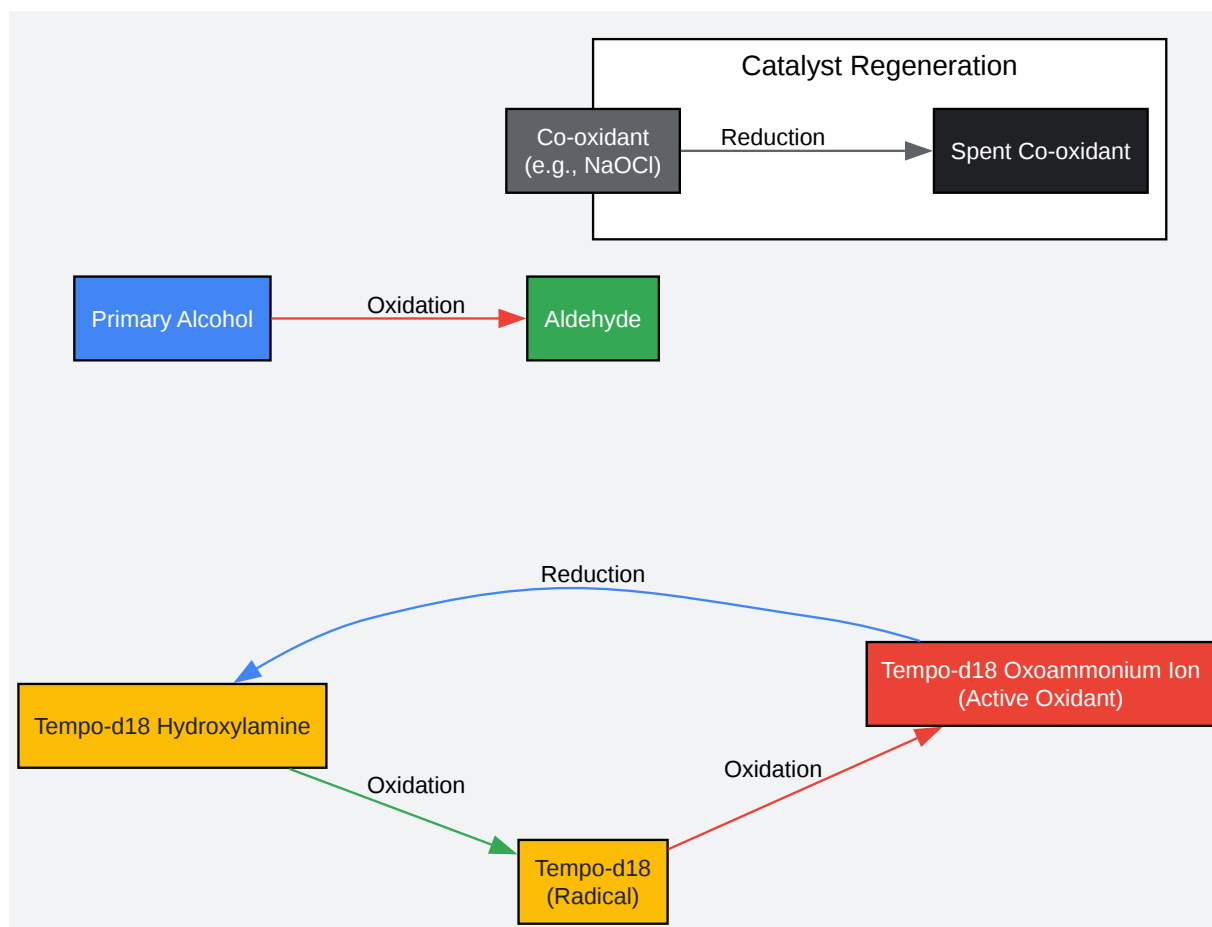 Catalyst Regeneration
Co-oxidant
(e.g., NaOCl)
Reduction
Spent Co-oxidant
Primary Alcohol
Oxidation
Aldehyde
Reduction
Tempo-d18 Oxoammonium Ion
(Active Oxidant)
Tempo-d18 Hydroxylamine
Oxidation
Oxidation
Tempo-d18
(Radical)